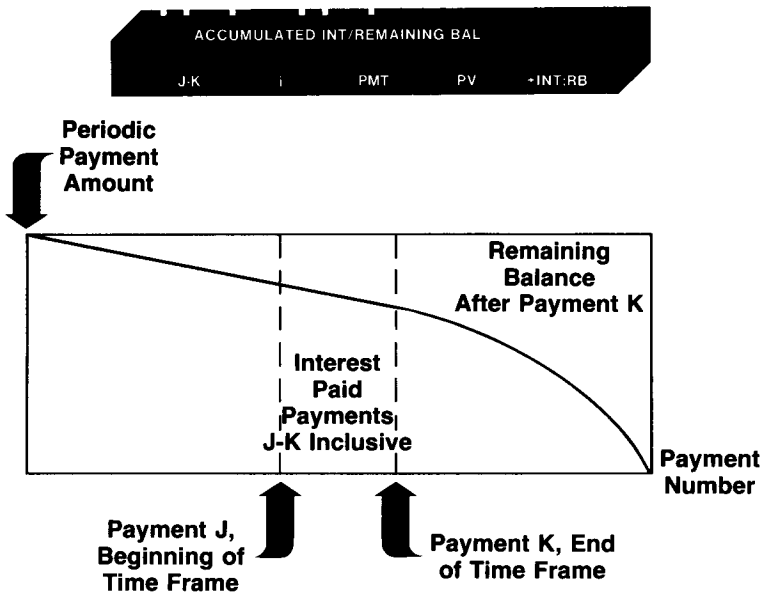 ACCUMULATED INT/REMAINING BAL
J-K i PMT PV →INT:RB
Periodic
Payment
Amount
Remaining
Balance
After Payment K
Interest
Paid
Payments
J-K Inclusive
Payment
Number
Payment J,
Beginning of
Time Frame
Payment K, End
of Time Frame